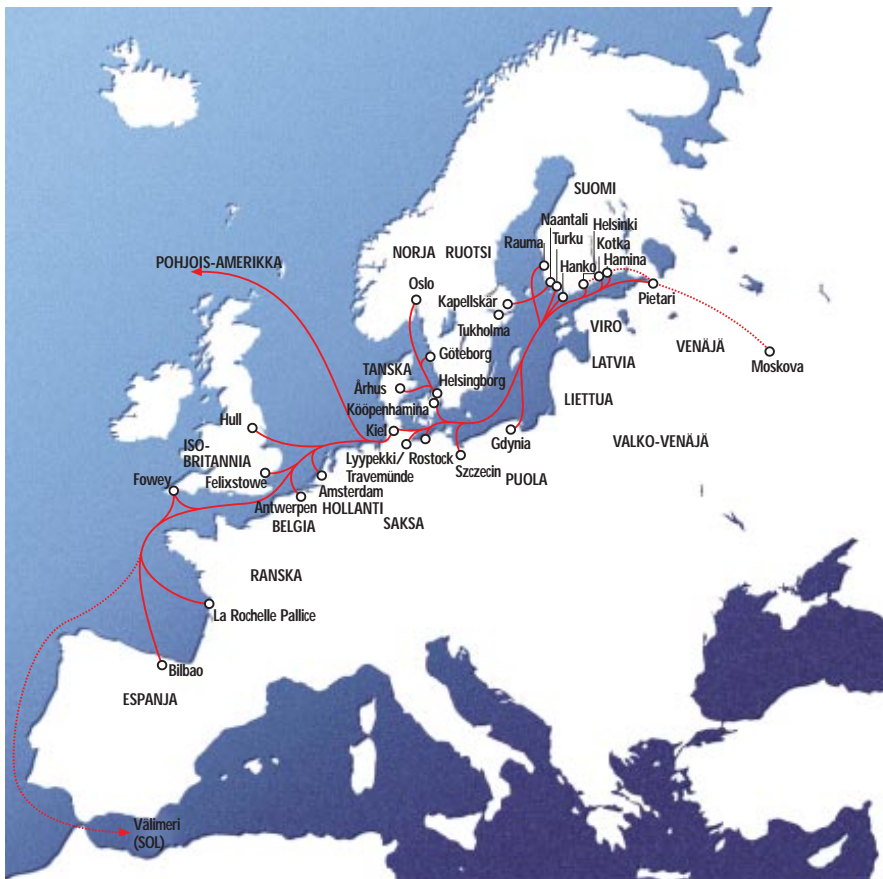 SUOMI
Naantali
Helsinki
Turku
Kotka
Rauma
Hamina
NORJA
RUOTSI
Hanko
POHJOIS-AMERIKKA
Oslo
Kapellskär
Pietari
Tukholma
VIRO
VENÄJÄ
Göteborg
LATVIA
Moskova
TANSKA
Helsingborg
Århus
LIETTUA
Kööpenhamina
Hull
Kiel
VALKO-VENÄJÄ
Gdynia
ISO-
BRITANNIA
Lyypekki/
Travemünde
Rostock
Szczecin
PUOLA
Fowey
Felixstowe
Amsterdam
Antwerpen
HOLLANTI
BELGIA
SAKSA
RANSKA
La Rochelle Pallice
Bilbao
ESPANJA
Välimeri
(SOL)